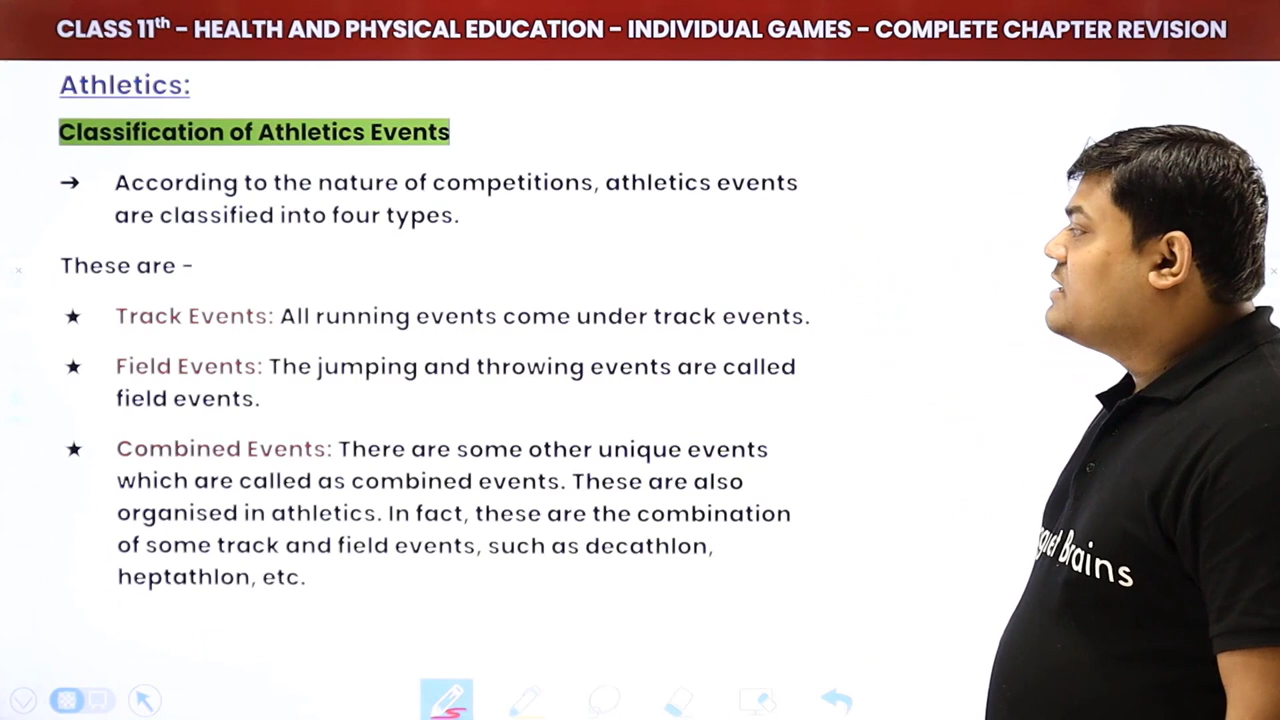 CLASS 11th - HEALTH AND PHYSICAL EDUCATION - INDIVIDUAL GAMES - COMPLETE CHAPTER REVISION
Athletics:
Classification of Athletics Events
➔ According to the nature of competitions, athletics events
are classified into four types.
These are -
★ Track Events: All running events come under track events.
★ Field Events: The jumping and throwing events are called
field events.
★ Combined Events: There are some other unique events
which are called as combined events. These are also
organised in athletics. In fact, these are the combination
of some track and field events, such as decathlon,
heptathlon, etc.
Brains